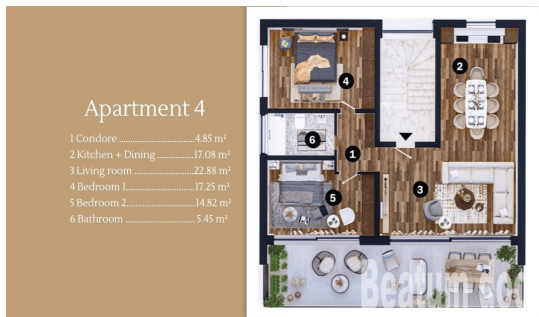 Apartment 4
1 Coridore ..............................4.85 m²
2 Kitchen + Dining ..............17.08 m²
3 Living room .......................22.88 m²
4 Bedroom 1.........................17.25 m²
5 Bedroom 2.........................14.82 m²
6 Bathroom ........................... 5.45 m²
2
4
6
1
5
3
Beatum doo